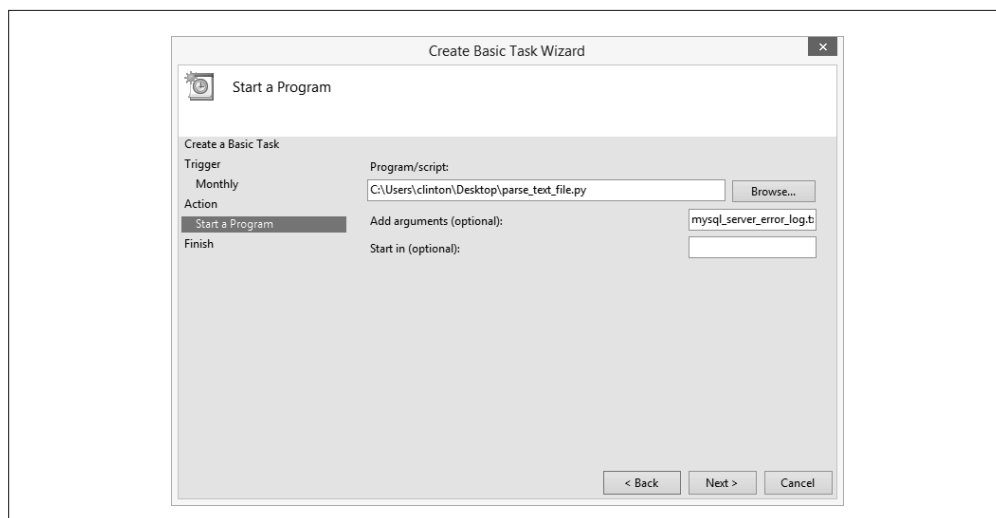 Create Basic Task Wizard
Start a Program
Create a Basic Task
Trigger
Monthly
Action
Start a Program
Finish
Program/script:
C:\Users\clinton\Desktop\parse_text_file.py
Browse...
Add arguments (optional):
mysql_server_error_log.t
Start in (optional):
< Back
Next >
Cancel